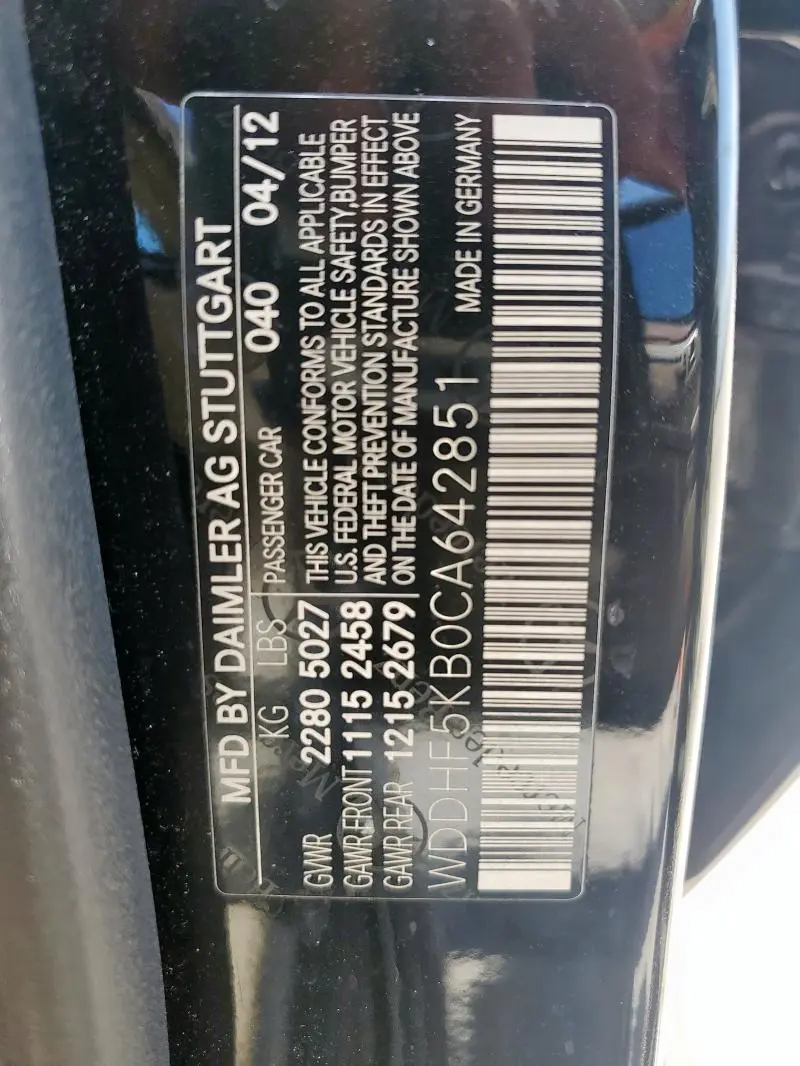 MFD BY DAIMLER AG STUTTGART
KG LBS PASSENGER CAR 040 04/12
GVWR 2280 5027
GAWR FRONT 1115 2458
GAWR REAR 1215 2679
THIS VEHICLE CONFORMS TO ALL APPLICABLE
U.S. FEDERAL MOTOR VEHICLE SAFETY,BUMPER
AND THEFT PREVENTION STANDARDS IN EFFECT
ON THE DATE OF MANUFACTURE SHOWN ABOVE
WDDHF5KB0CA642851 MADE IN GERMANY